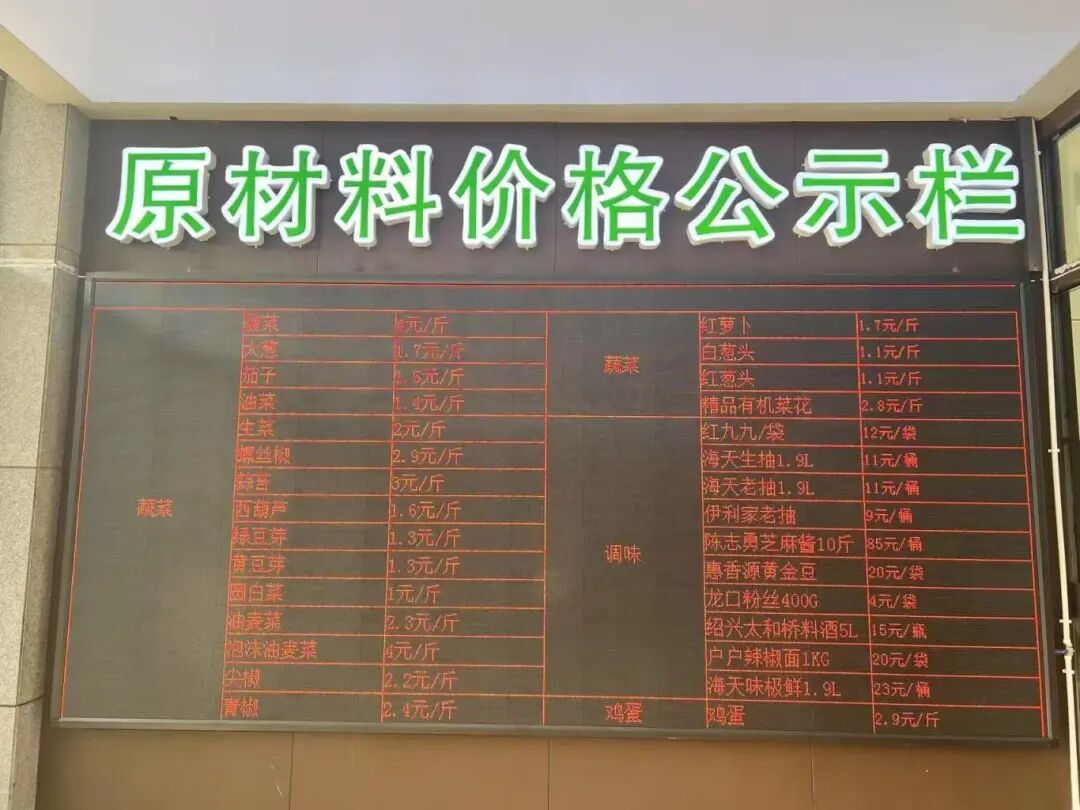 原材料价格公示栏
蔬菜
菠菜 4元/斤
大葱 1.7元/斤
茄子 1.5元/斤
油菜 1.4元/斤
生菜 2元/斤
螺丝椒 2.9元/斤
蒜苔 3元/斤
西葫芦 1.6元/斤
绿豆芽 1.3元/斤
黄豆芽 1.3元/斤
圆白菜 1元/斤
油麦菜 2.3元/斤
泡沫油麦菜 4元/斤
尖椒 2.2元/斤
青椒 2.4元/斤
蔬菜
红萝卜 1.7元/斤
白葱头 1.1元/斤
红葱头 1.1元/斤
精品有机菜花 2.8元/斤
调味
红九九/袋 12元/袋
海天生抽1.9L 11元/桶
海天老抽1.9L 11元/桶
伊利家老抽 9元/桶
陈志勇芝麻酱10斤 85元/桶
惠香源黄金豆 20元/袋
龙口粉丝400G 4元/袋
绍兴太和桥料酒5L 15元/瓶
户户辣椒面1KG 20元/袋
海天味极鲜1.9L 23元/桶
鸡蛋 鸡蛋 2.9元/斤